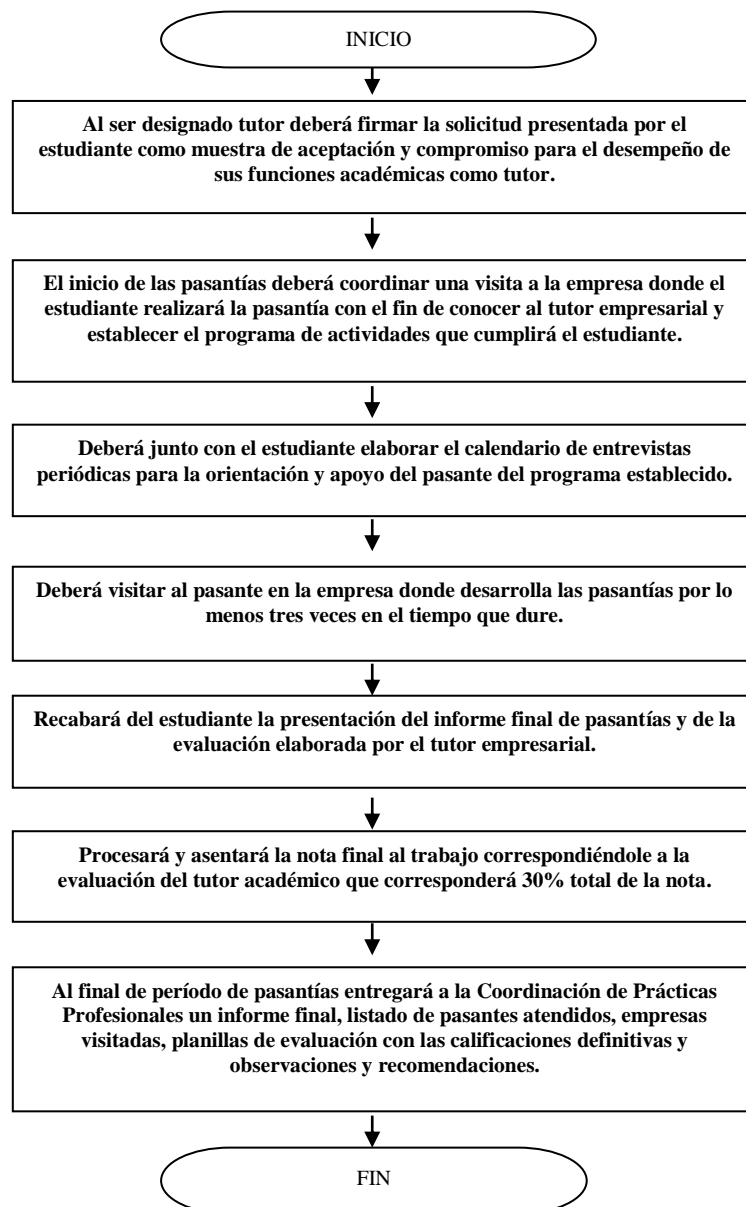 INICIO
Al ser designado tutor deberá firmar la solicitud presentada por el
estudiante como muestra de aceptación y compromiso para el desempeño de
sus funciones académicas como tutor.
El inicio de las pasantías deberá coordinar una visita a la empresa donde el
estudiante realizará la pasantía con el fin de conocer al tutor empresarial y
establecer el programa de actividades que cumplirá el estudiante.
Deberá junto con el estudiante elaborar el calendario de entrevistas
periódicas para la orientación y apoyo del pasante del programa establecido.
Deberá visitar al pasante en la empresa donde desarrolla las pasantías por lo
menos tres veces en el tiempo que dure.
Recabará del estudiante la presentación del informe final de pasantías y de la
evaluación elaborada por el tutor empresarial.
Procesará y asentará la nota final al trabajo correspondiéndole a la
evaluación del tutor académico que corresponderá 30% total de la nota.
Al final de período de pasantías entregará a la Coordinación de Prácticas
Profesionales un informe final, listado de pasantes atendidos, empresas
visitadas, planillas de evaluación con las calificaciones definitivas y
observaciones y recomendaciones.
FIN